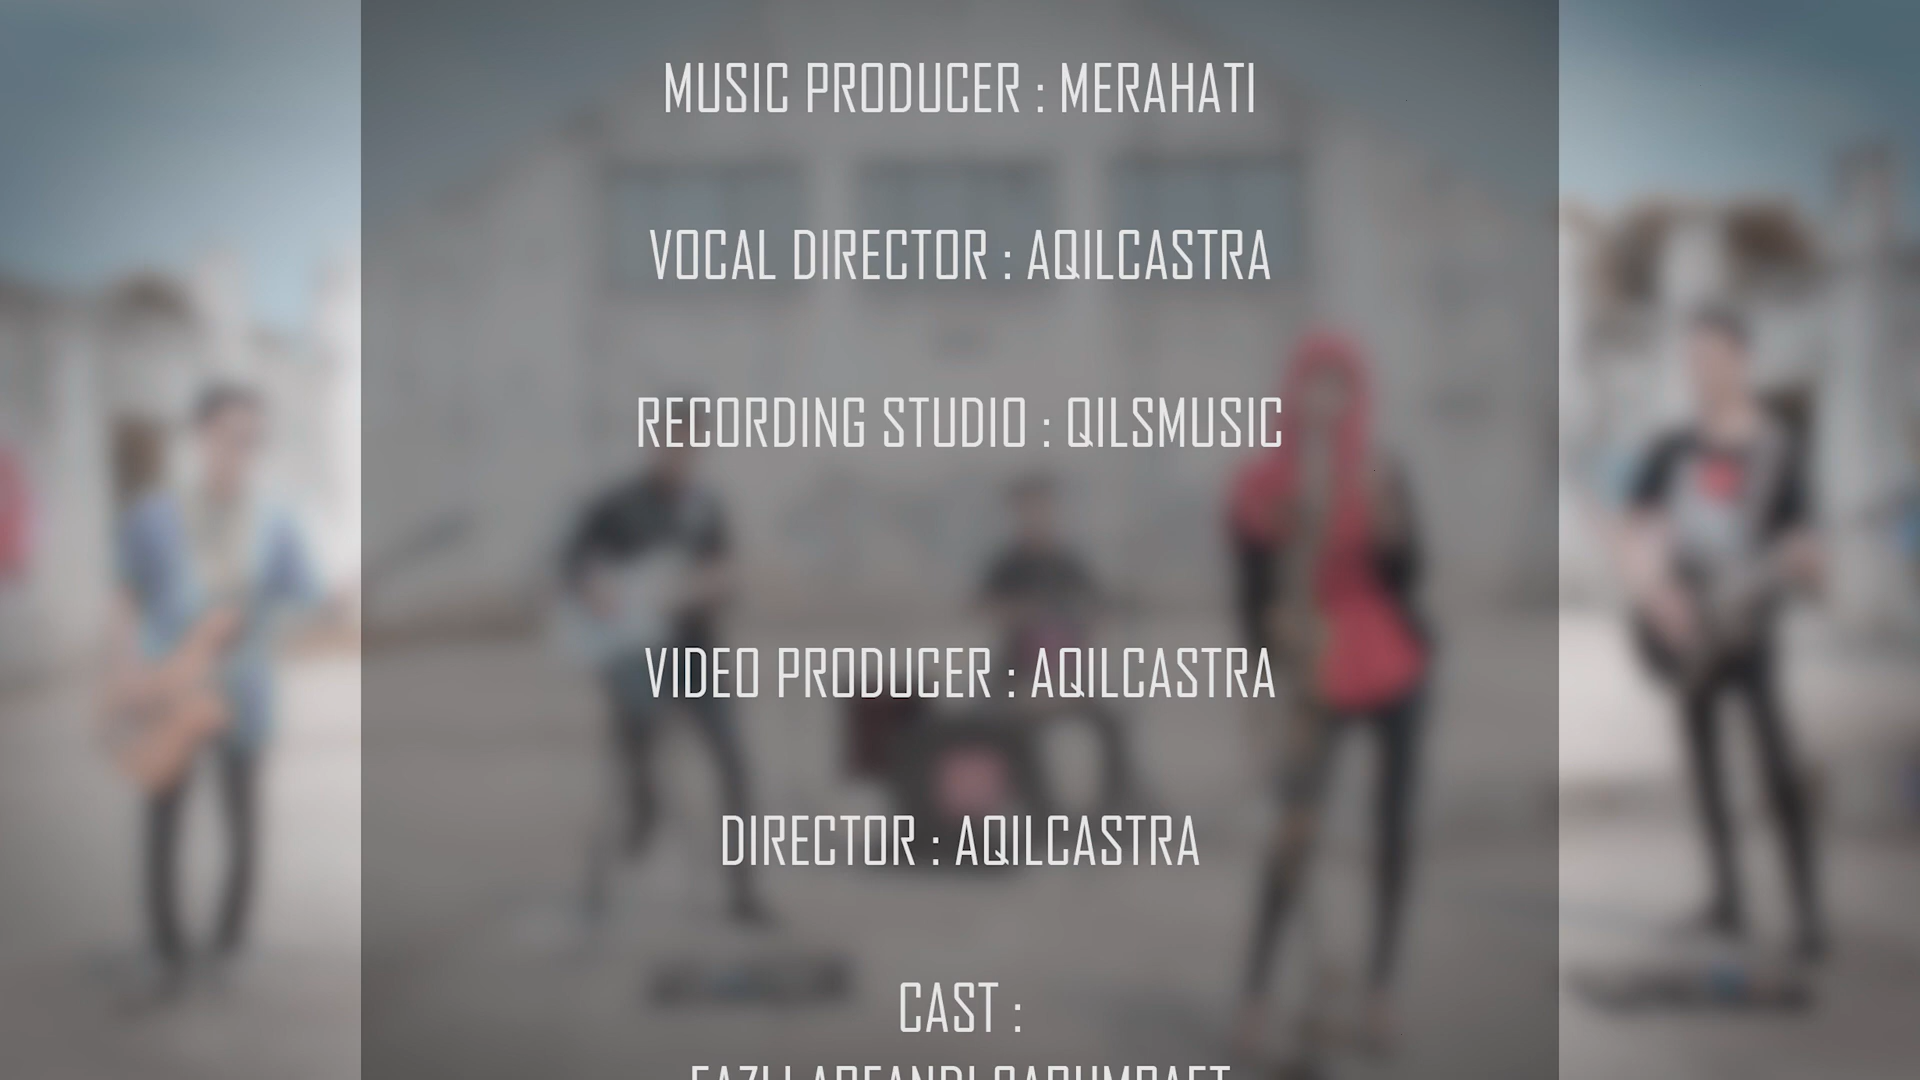 MUSIC PRODUCER : MERAHATI
VOCAL DIRECTOR : AQILCASTRA
RECORDING STUDIO : QILSMUSIC
VIDEO PRODUCER : AQILCASTRA
DIRECTOR : AQILCASTRA
CAST :